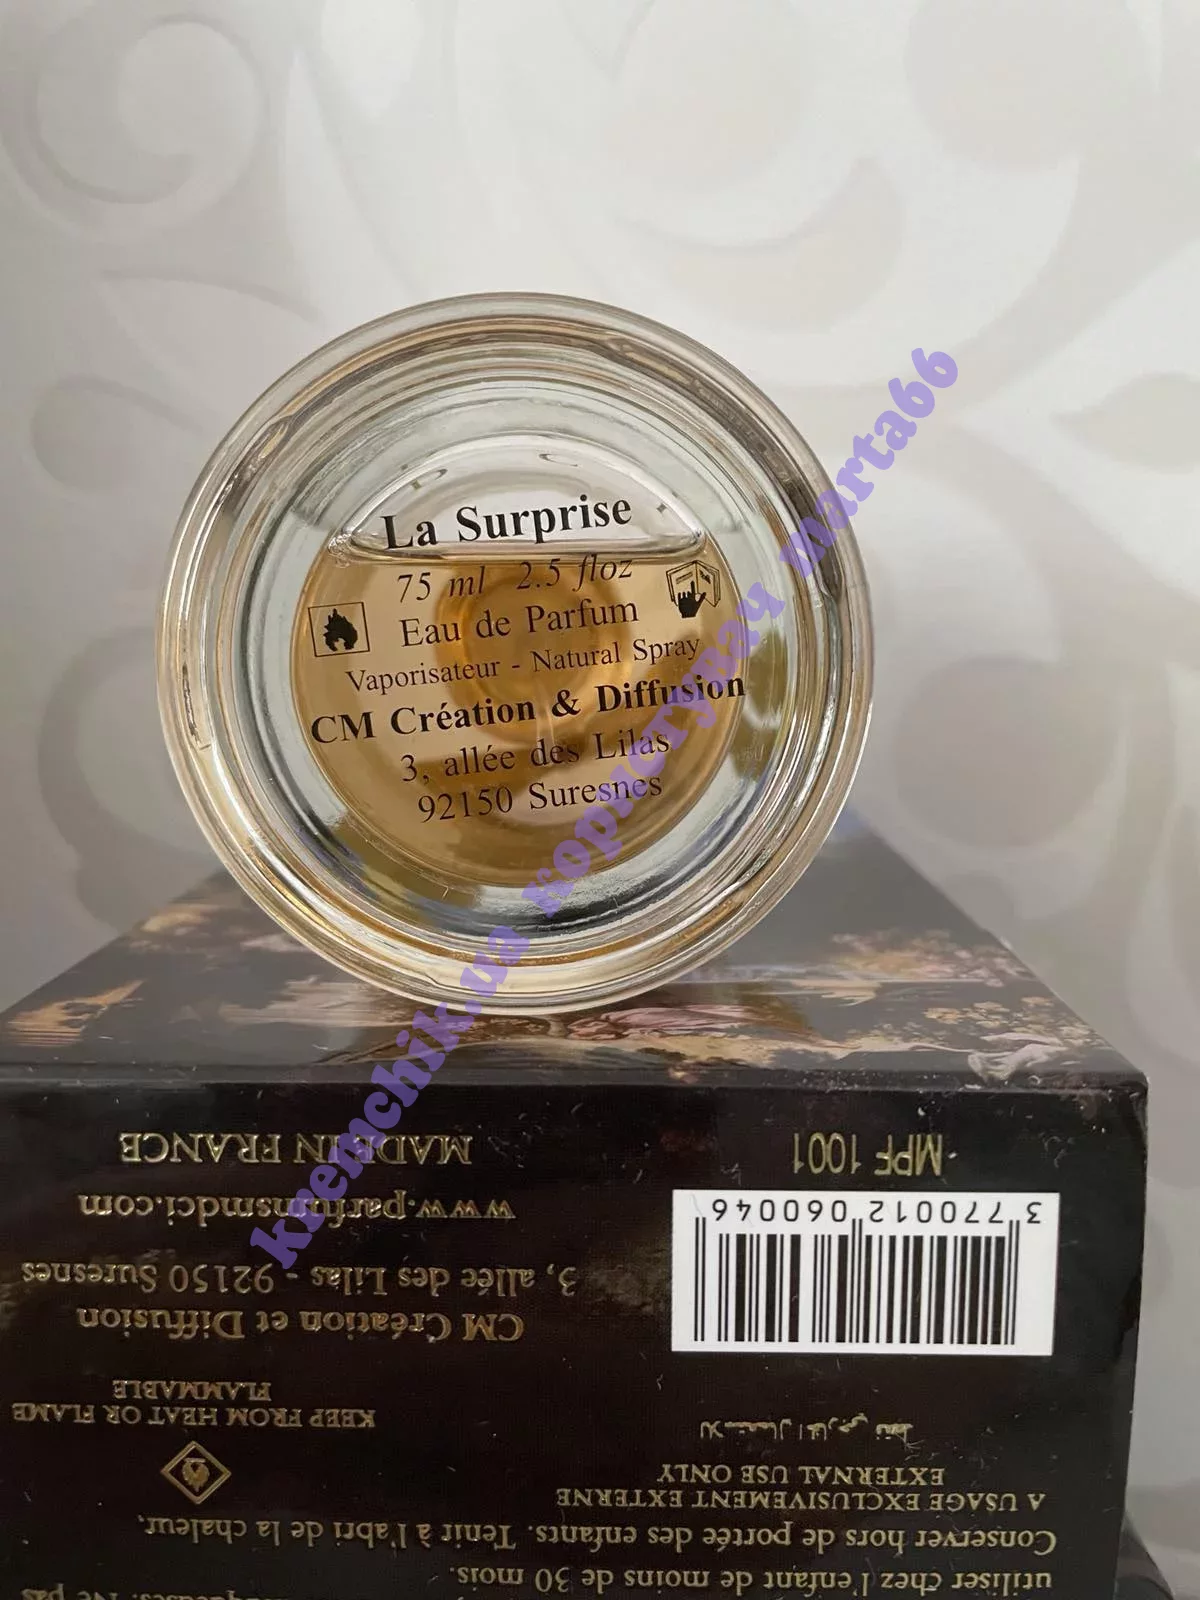 La Surprise
75 ml 2.5 floz
Eau de Parfum
Vaporisateur - Natural Spray
CM Création & Diffusion
3, allée des Lilas
92150 Suresnes
kremchik.ua користувач marta66
utiliser chez l'enfant de moins de 30 mois.
Conserver hors de portée des enfants. Tenir à l'abri de la chaleur,
A USAGE EXCLUSIVEMENT EXTERNE
EXTERNAL USE ONLY
للاستعمال الخارجي فقط
KEEP FROM HEAT OR FLAME
FLAMMABLE
CM Création et Diffusion
3, allée des Lilas - 92150 Suresnes
www.parfumsmdci.com
MADE IN FRANCE
3 770012 060046
MPF 1001